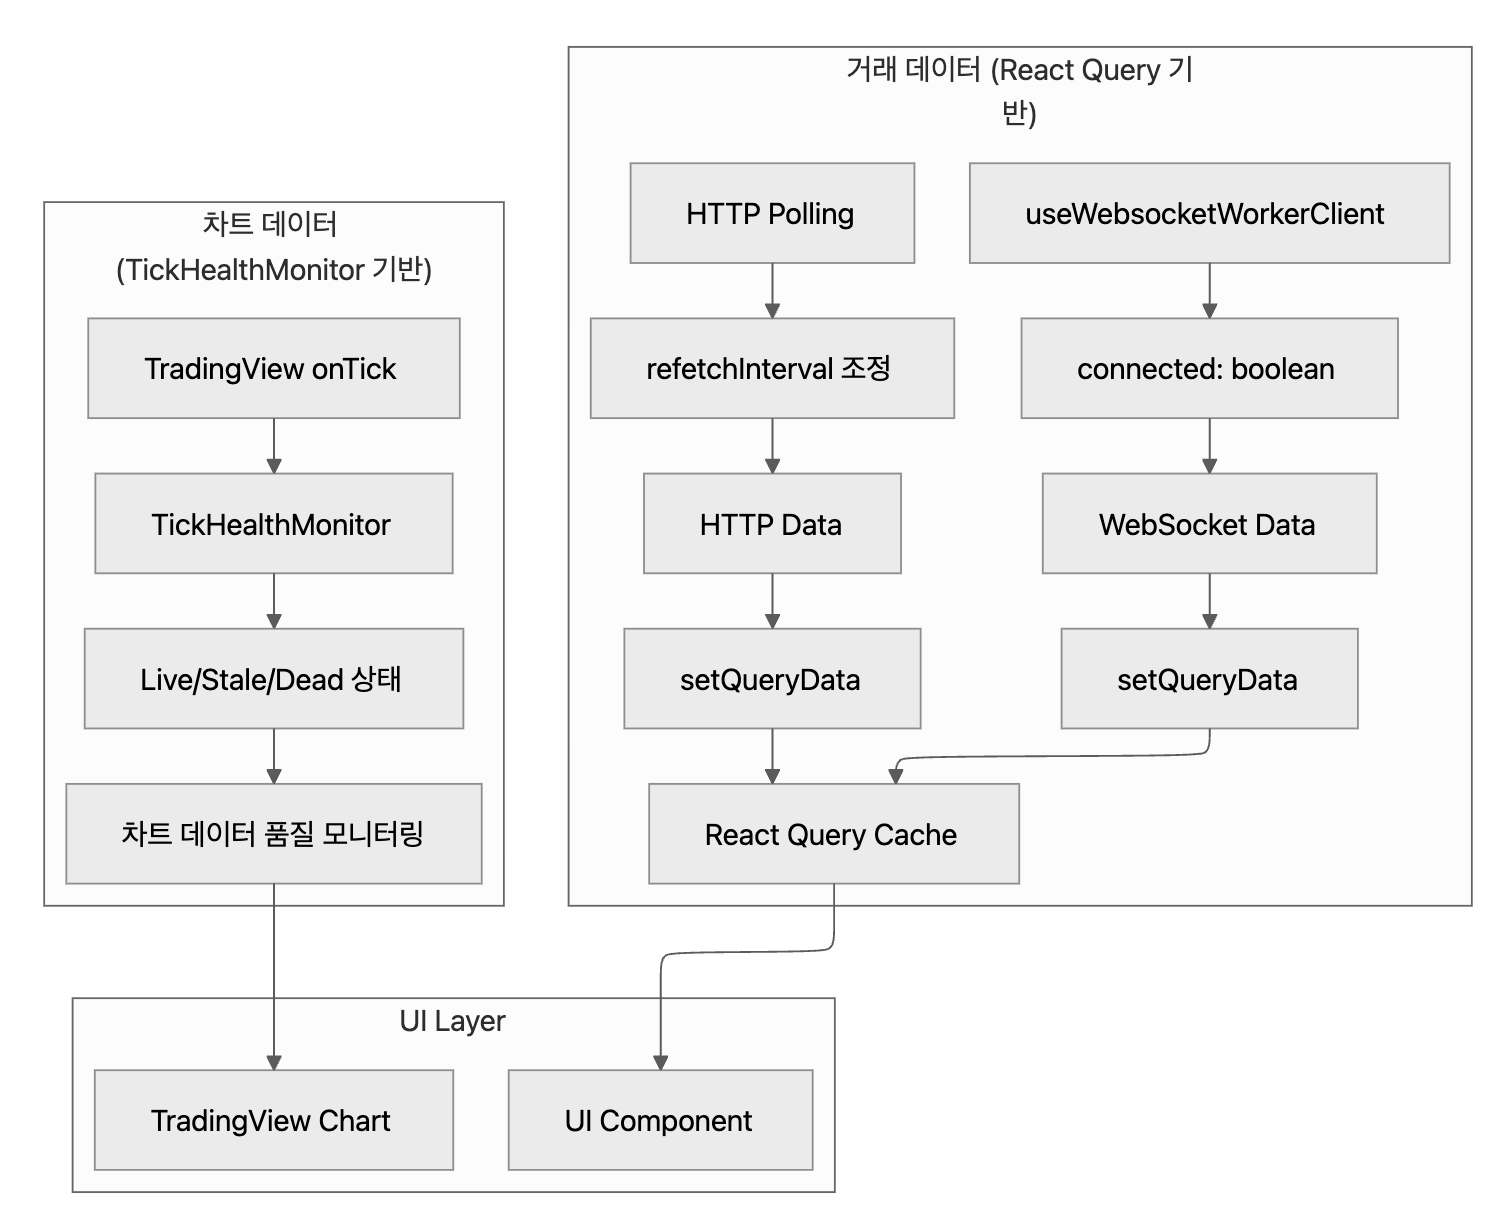 차트 데이터
(TickHealthMonitor 기반)
TradingView onTick
TickHealthMonitor
Live/Stale/Dead 상태
차트 데이터 품질 모니터링
거래 데이터 (React Query 기
반)
HTTP Polling
refetchInterval 조정
HTTP Data
setQueryData
useWebsocketWorkerClient
connected: boolean
WebSocket Data
setQueryData
React Query Cache
UI Layer
TradingView Chart
UI Component